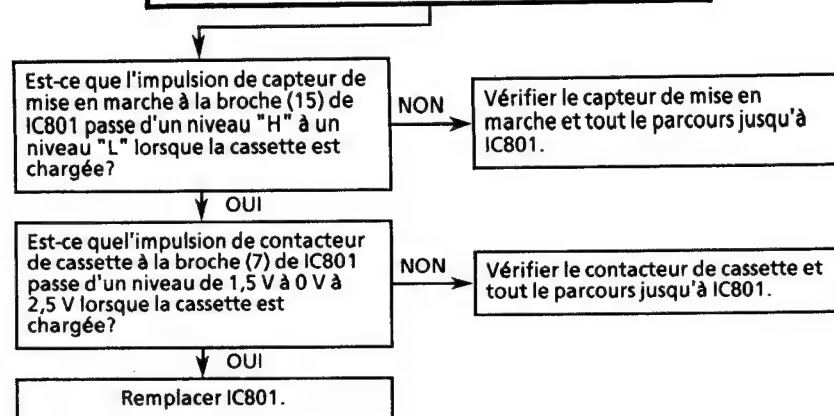 Est-ce que l'impulsion de capteur de
mise en marche à la broche (15) de
IC801 passe d'un niveau "H" à un
niveau "L" lorsque la cassette est
chargée?
NON
Vérifier le capteur de mise en
marche et tout le parcours jusqu'à
IC801.
OUI
Est-ce quel'impulsion de contacteur
de cassette à la broche (7) de IC801
passe d'un niveau de 1,5 V à 0 V à
2,5 V lorsque la cassette est
chargée?
NON
Vérifier le contacteur de cassette et
tout le parcours jusqu'à IC801.
OUI
Remplacer IC801.